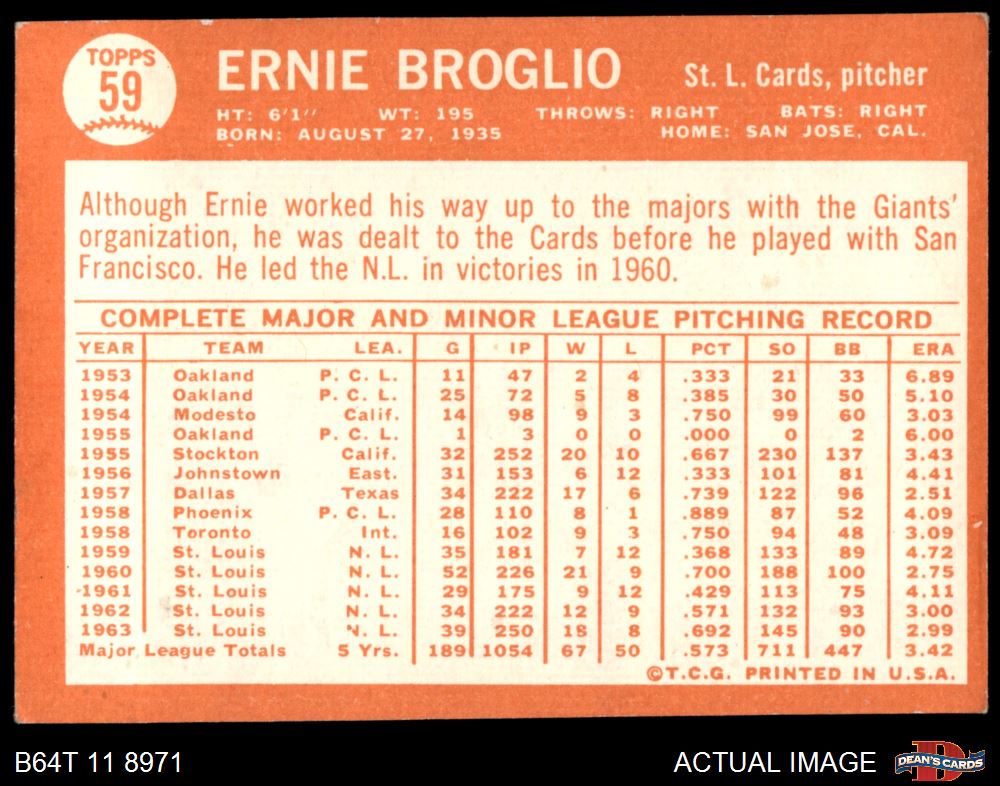 TOPPS
59
ERNIE BROGLIO St. L. Cards, pitcher
HT: 6'1" WT: 195 THROWS: RIGHT BATS: RIGHT
BORN: AUGUST 27, 1935 HOME: SAN JOSE, CAL.
Although Ernie worked his way up to the majors with the Giants'
organization, he was dealt to the Cards before he played with San
Francisco. He led the N.L. in victories in 1960.
COMPLETE MAJOR AND MINOR LEAGUE PITCHING RECORD
YEAR TEAM LEA. G IP W L PCT SO BB ERA
1953 Oakland P. C. L. 11 47 2 4 .333 21 33 6.89
1954 Oakland P. C. L. 25 72 5 8 .385 30 50 5.10
1954 Modesto Calif. 14 98 9 3 .750 99 60 3.03
1955 Oakland P. C. L. 1 3 0 0 .000 0 2 6.00
1955 Stockton Calif. 32 252 20 10 .667 230 137 3.43
1956 Johnstown East. 31 153 6 12 .333 101 81 4.41
1957 Dallas Texas 34 222 17 6 .739 122 96 2.51
1958 Phoenix P. C. L. 28 110 8 1 .889 87 52 4.09
1958 Toronto Int. 16 102 9 3 .750 94 48 3.09
1959 St. Louis N. L. 35 181 7 12 .368 133 89 4.72
1960 St. Louis N. L. 52 226 21 9 .700 188 100 2.75
1961 St. Louis N. L. 29 175 9 12 .429 113 75 4.11
1962 St. Louis N. L. 34 222 12 9 .571 132 93 3.00
1963 St. Louis N. L. 39 250 18 8 .692 145 90 2.99
Major League Totals 5 Yrs. 189 1054 67 50 .573 711 447 3.42
©T.C.G. PRINTED IN U.S.A.
B64T 11 8971 ACTUAL IMAGE DEAN'S CARDS